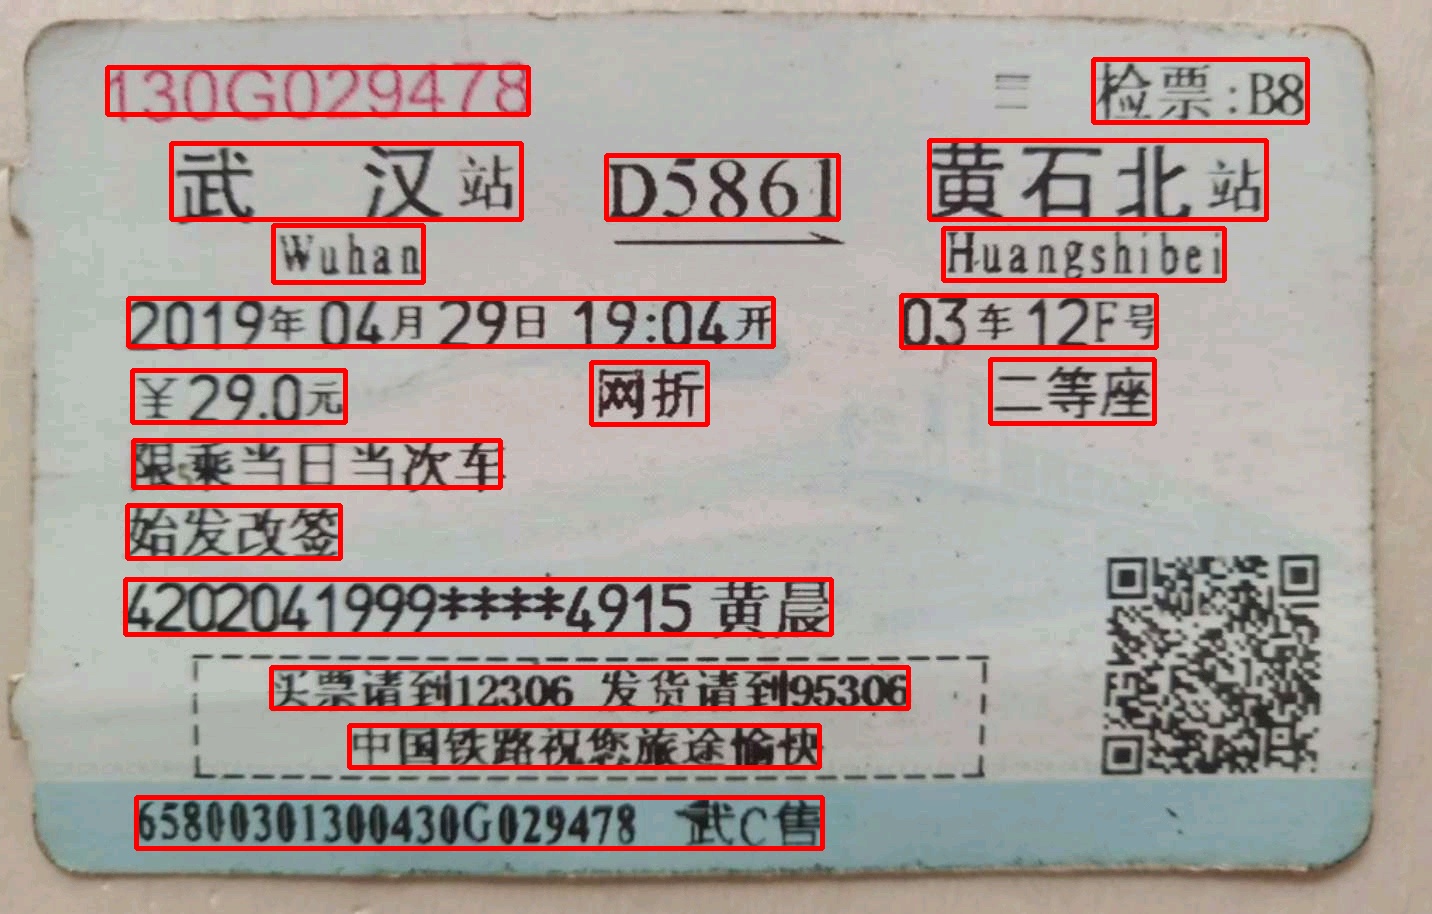 130G029478
检票:B8
武 汉站 D5861 黄石北站
Wuhan Huangshibei
2019年04月29日 19:04开 03车12F号
￥29.0元 网折 二等座
限乘当日当次车
始发改签
4202041999****4915 黄晨
买票请到12306 发货请到95306
中国铁路祝您旅途愉快
65800301300430G029478 武C售